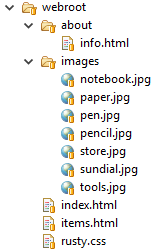 webroot
about
info.html
images
notebook.jpg
paper.jpg
pen.jpg
pencil.jpg
store.jpg
sundial.jpg
tools.jpg
index.html
items.html
rusty.css